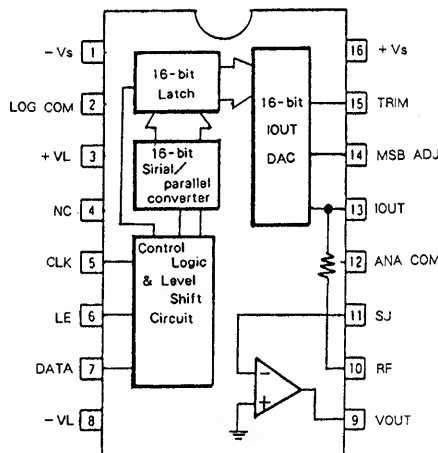 -Vs
1
LOG COM
2
+VL
3
NC
4
CLK
5
LE
6
DATA
7
-VL
8
16-bit
Latch
16-bit
Sirial/
parallel
converter
Control
Logic
& Level
Shift
Circuit
16-bit
IOUT
DAC
16
+Vs
15
TRIM
14
MSB ADJ
13
IOUT
12
ANA COM
11
SJ
10
RF
9
VOUT
-
+